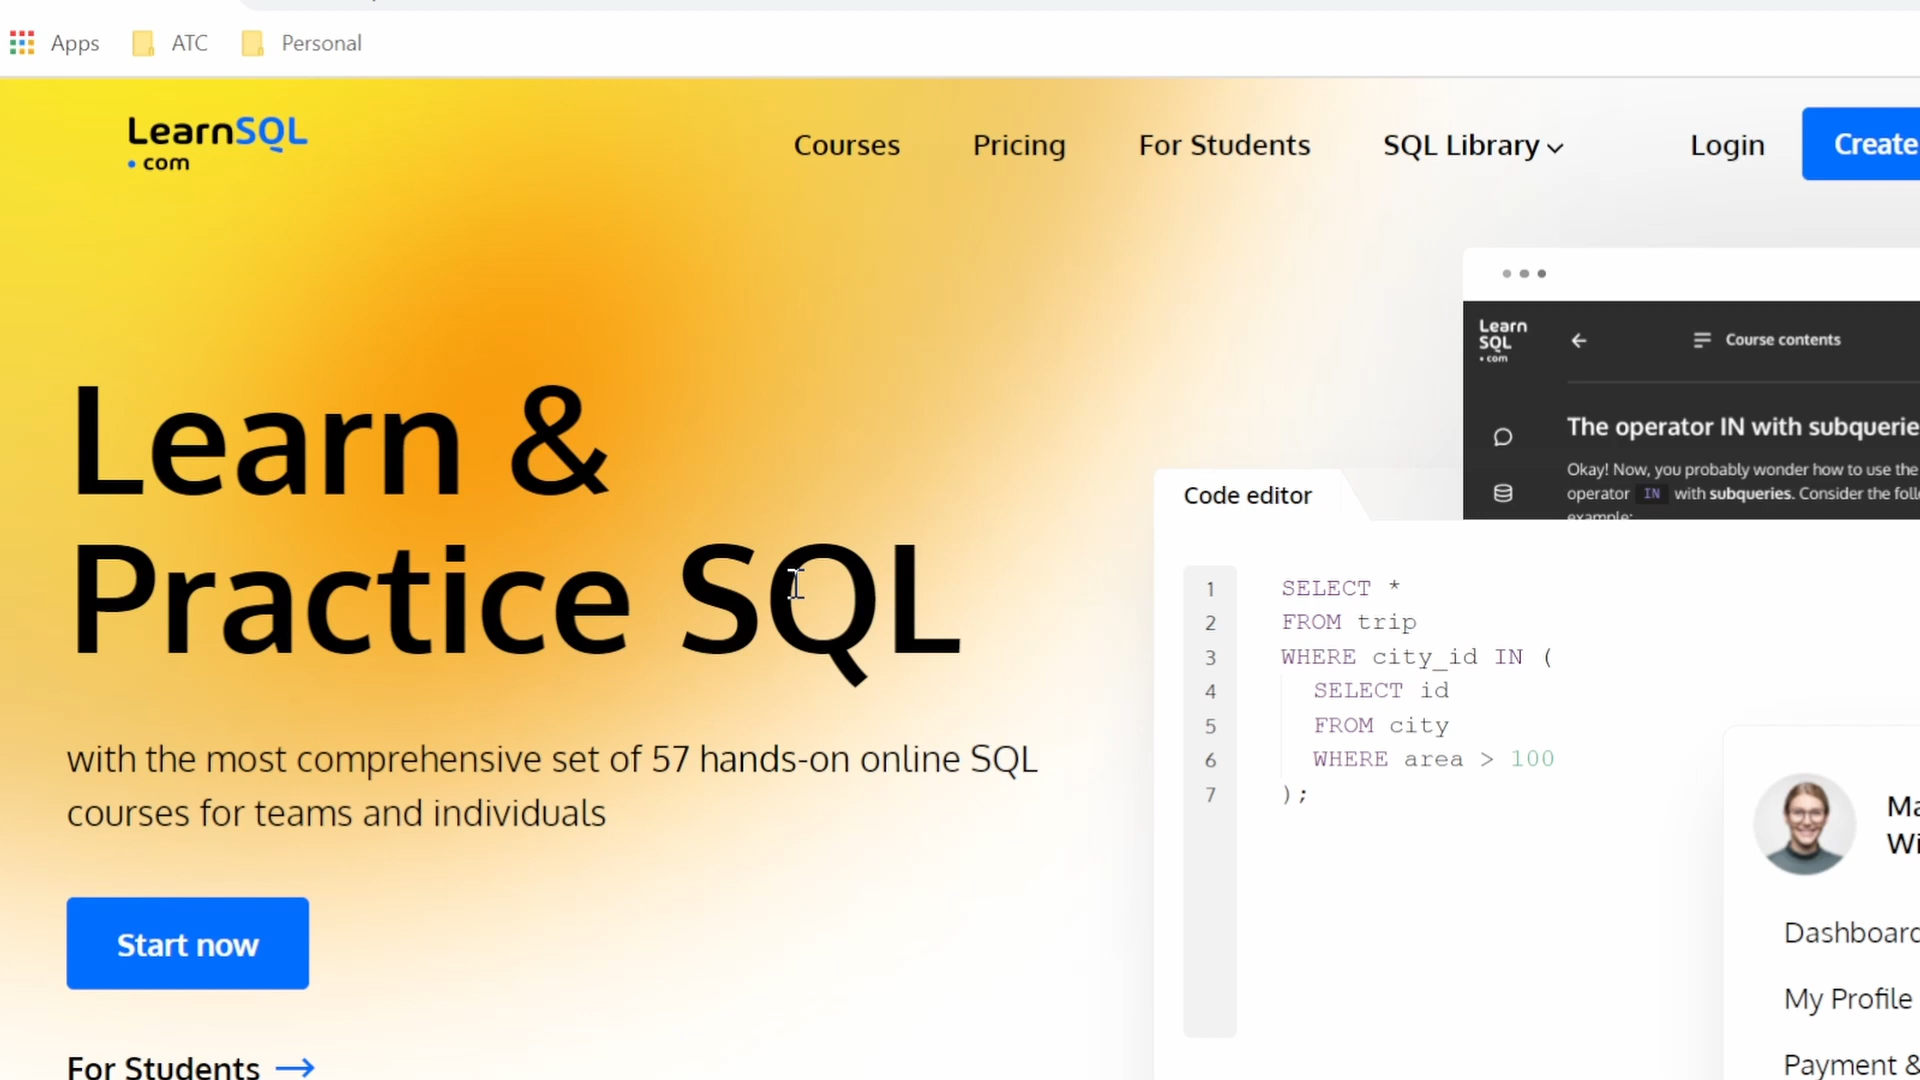 Apps ATC Personal
LearnSQL
.com
Courses Pricing For Students SQL Library Login Create
Learn
SQL
.com
Course contents
The operator IN with subquerie
Okay! Now, you probably wonder how to use the
operator IN with subqueries. Consider the foll
example:
Learn &
Practice SQL
with the most comprehensive set of 57 hands-on online SQL
courses for teams and individuals
Start now
For Students
Code editor
1 SELECT *
2 FROM trip
3 WHERE city_id IN (
4 SELECT id
5 FROM city
6 WHERE area > 100
7 );
Ma
Wi
Dashboard
My Profile
Payment &